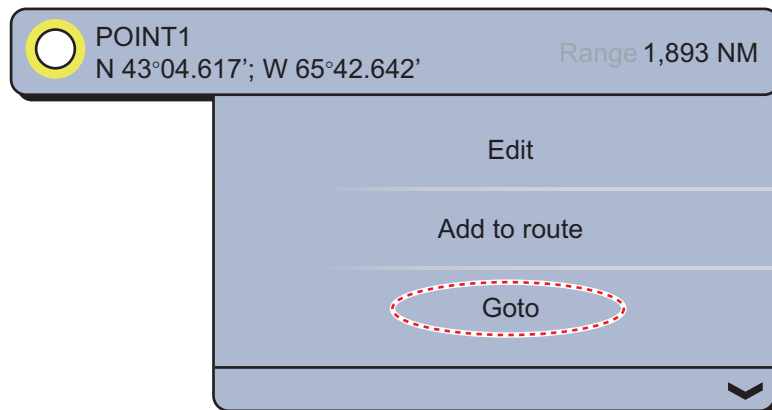 POINT1
N 43°04.617’; W 65°42.642’
Range 1,893 NM
Edit
Add to route
Goto